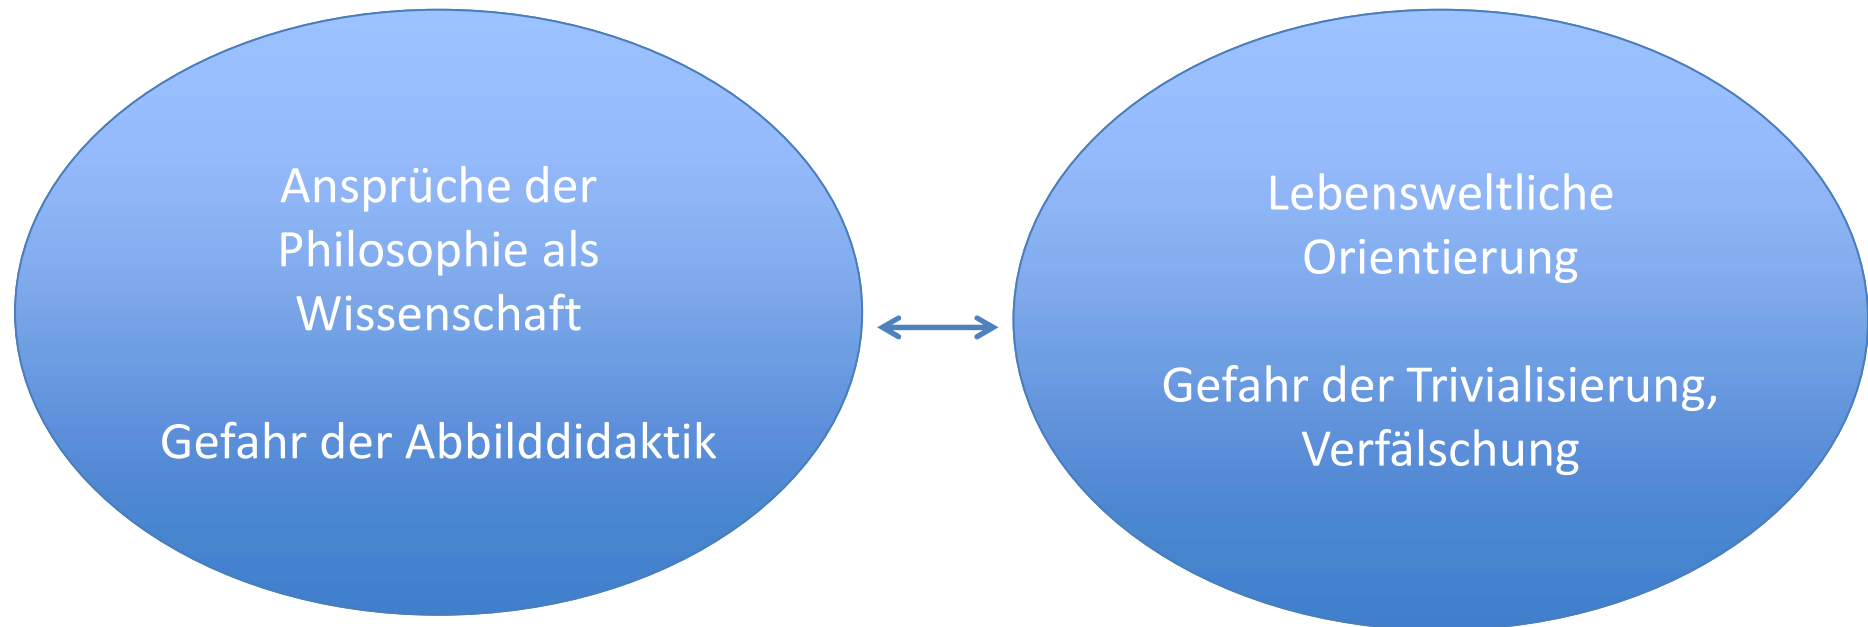 Ansprüche der
Philosophie als
Wissenschaft
Gefahr der Abbilddidaktik
Lebensweltliche
Orientierung
Gefahr der Trivialisierung,
Verfälschung